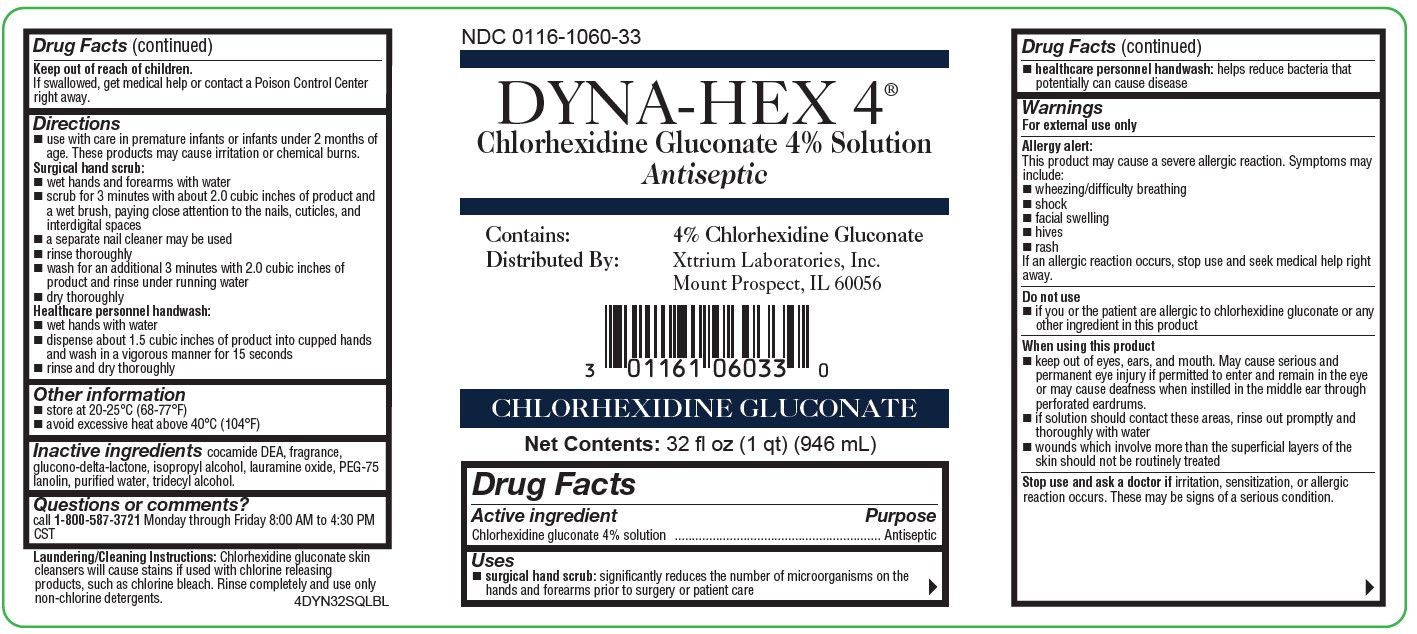 Drug Facts (continued)
Keep out of reach of children.
If swallowed, get medical help or contact a Poison Control Center
right away.
Directions
■ use with care in premature infants or infants under 2 months of
age. These products may cause irritation or chemical burns.
Surgical hand scrub:
■ wet hands and forearms with water
■ scrub for 3 minutes with about 2.0 cubic inches of product and
a wet brush, paying close attention to the nails, cuticles, and
interdigital spaces
■ a separate nail cleaner may be used
■ rinse thoroughly
■ wash for an additional 3 minutes with 2.0 cubic inches of
product and rinse under running water
■ dry thoroughly
Healthcare personnel handwash:
■ wet hands with water
■ dispense about 1.5 cubic inches of product into cupped hands
and wash in a vigorous manner for 15 seconds
■ rinse and dry thoroughly
Other information
■ store at 20-25°C (68-77°F)
■ avoid excessive heat above 40°C (104°F)
Inactive ingredients cocamide DEA, fragrance,
glucono-delta-lactone, isopropyl alcohol, lauramine oxide, PEG-75
lanolin, purified water, tridecyl alcohol.
Questions or comments?
call 1-800-587-3721 Monday through Friday 8:00 AM to 4:30 PM
CST
Laundering/Cleaning Instructions: Chlorhexidine gluconate skin
cleansers will cause stains if used with chlorine releasing
products, such as chlorine bleach. Rinse completely and use only
non-chlorine detergents.
4DYN32SQLBL
NDC 0116-1060-33
DYNA-HEX 4®
Chlorhexidine Gluconate 4% Solution
Antiseptic
Contains: 4% Chlorhexidine Gluconate
Distributed By: Xttrium Laboratories, Inc.
Mount Prospect, IL 60056
3 01161 06033 0
CHLORHEXIDINE GLUCONATE
Net Contents: 32 fl oz (1 qt) (946 mL)
Drug Facts
Active ingredient Purpose
Chlorhexidine gluconate 4% solution ............................................................ Antiseptic
Uses
■ surgical hand scrub: significantly reduces the number of microorganisms on the
hands and forearms prior to surgery or patient care
Drug Facts (continued)
■ healthcare personnel handwash: helps reduce bacteria that
potentially can cause disease
Warnings
For external use only
Allergy alert:
This product may cause a severe allergic reaction. Symptoms may
include:
■ wheezing/difficulty breathing
■ shock
■ facial swelling
■ hives
■ rash
If an allergic reaction occurs, stop use and seek medical help right
away.
Do not use
■ if you or the patient are allergic to chlorhexidine gluconate or any
other ingredient in this product
When using this product
■ keep out of eyes, ears, and mouth. May cause serious and
permanent eye injury if permitted to enter and remain in the eye
or may cause deafness when instilled in the middle ear through
perforated eardrums.
■ if solution should contact these areas, rinse out promptly and
thoroughly with water
■ wounds which involve more than the superficial layers of the
skin should not be routinely treated
Stop use and ask a doctor if irritation, sensitization, or allergic
reaction occurs. These may be signs of a serious condition.